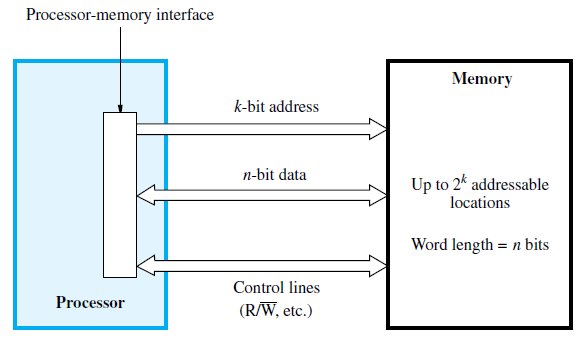 Processor-memory interface
Memory
k-bit address
n-bit data
Up to 2^k addressable
locations
Word length = n bits
Control lines
(R/W̅, etc.)
Processor